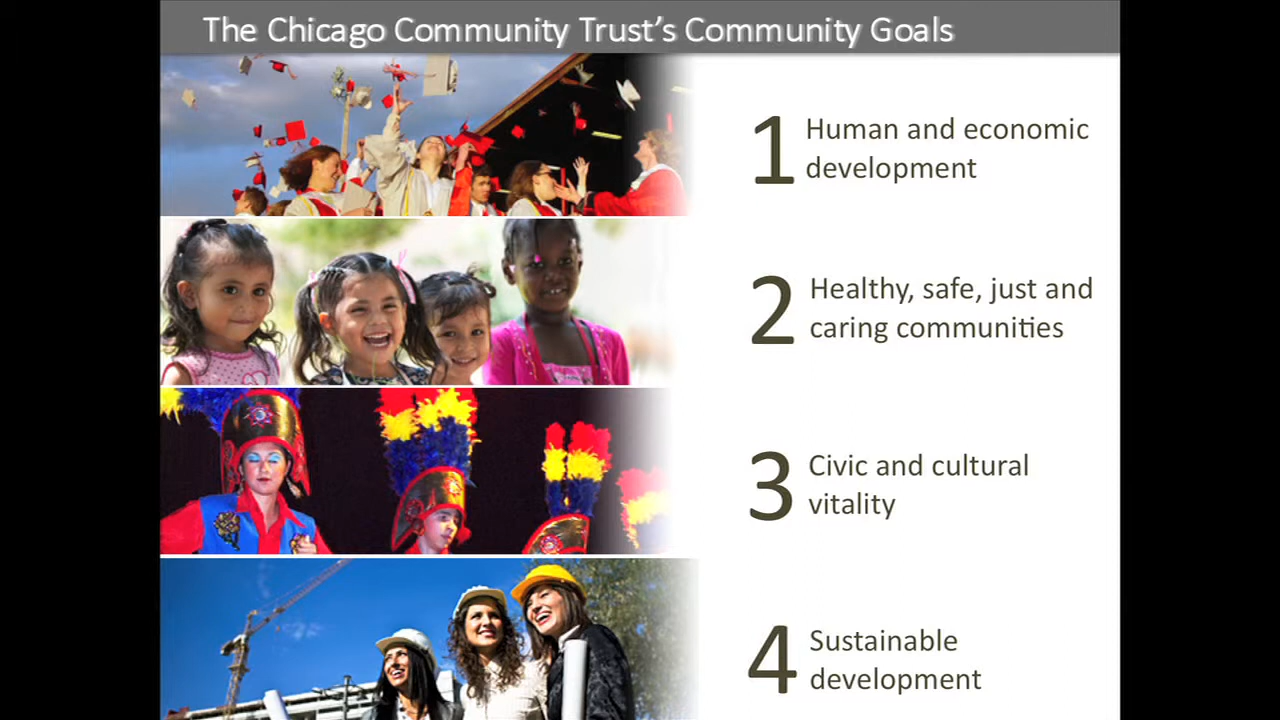 The Chicago Community Trust's Community Goals
1 Human and economic
development
2 Healthy, safe, just and
caring communities
3 Civic and cultural
vitality
4 Sustainable
development